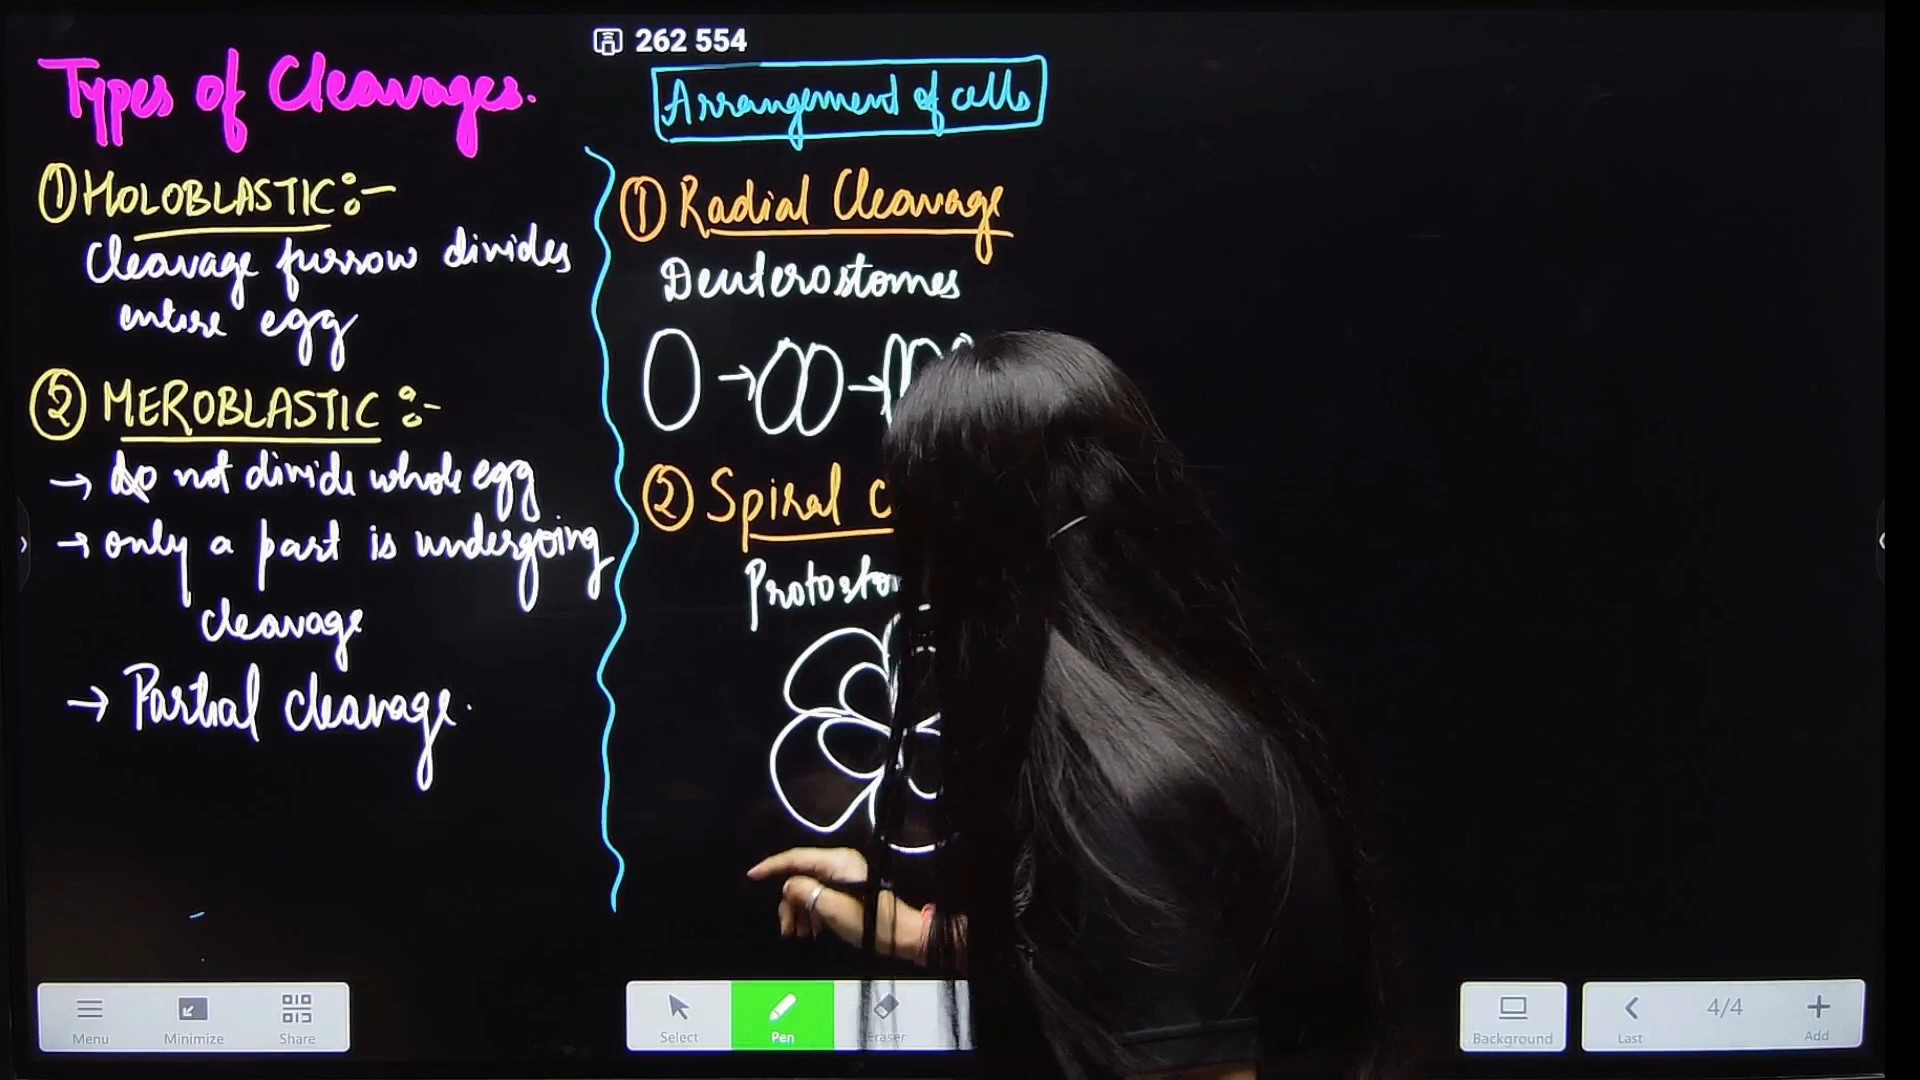 262 554
Types of Cleavages.
① HOLOBLASTIC :-
Cleavage furrow divides
entire egg
② MEROBLASTIC :-
→ do not divide whole egg
→ only a part is undergoing
cleavage
→ Partial cleavage.
Arrangement of cells
① Radial Cleavage
Deuterostomes
② Spiral C
Protosto
Menu
Minimize
Share
Select
Pen
Eraser
Background
Last
4/4
Add